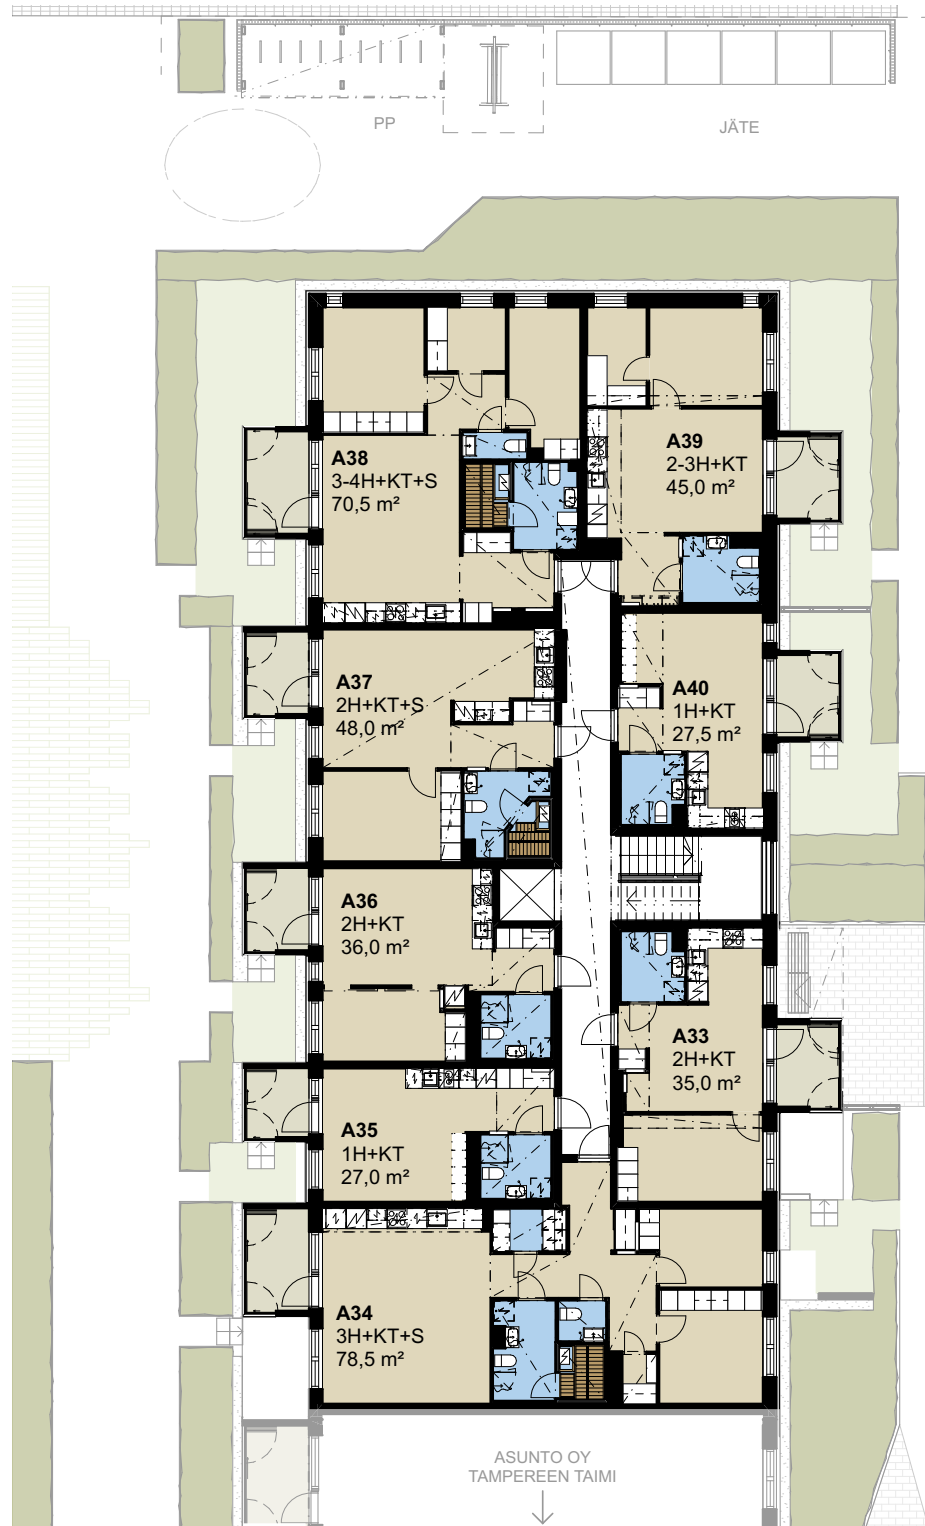 PP
JÄTE
A38
3-4H+KT+S
70,5 m²
A39
2-3H+KT
45,0 m²
A37
2H+KT+S
48,0 m²
A40
1H+KT
27,5 m²
A36
2H+KT
36,0 m²
A33
2H+KT
35,0 m²
A35
1H+KT
27,0 m²
A34
3H+KT+S
78,5 m²
ASUNTO OY
TAMPEREEN TAIMI